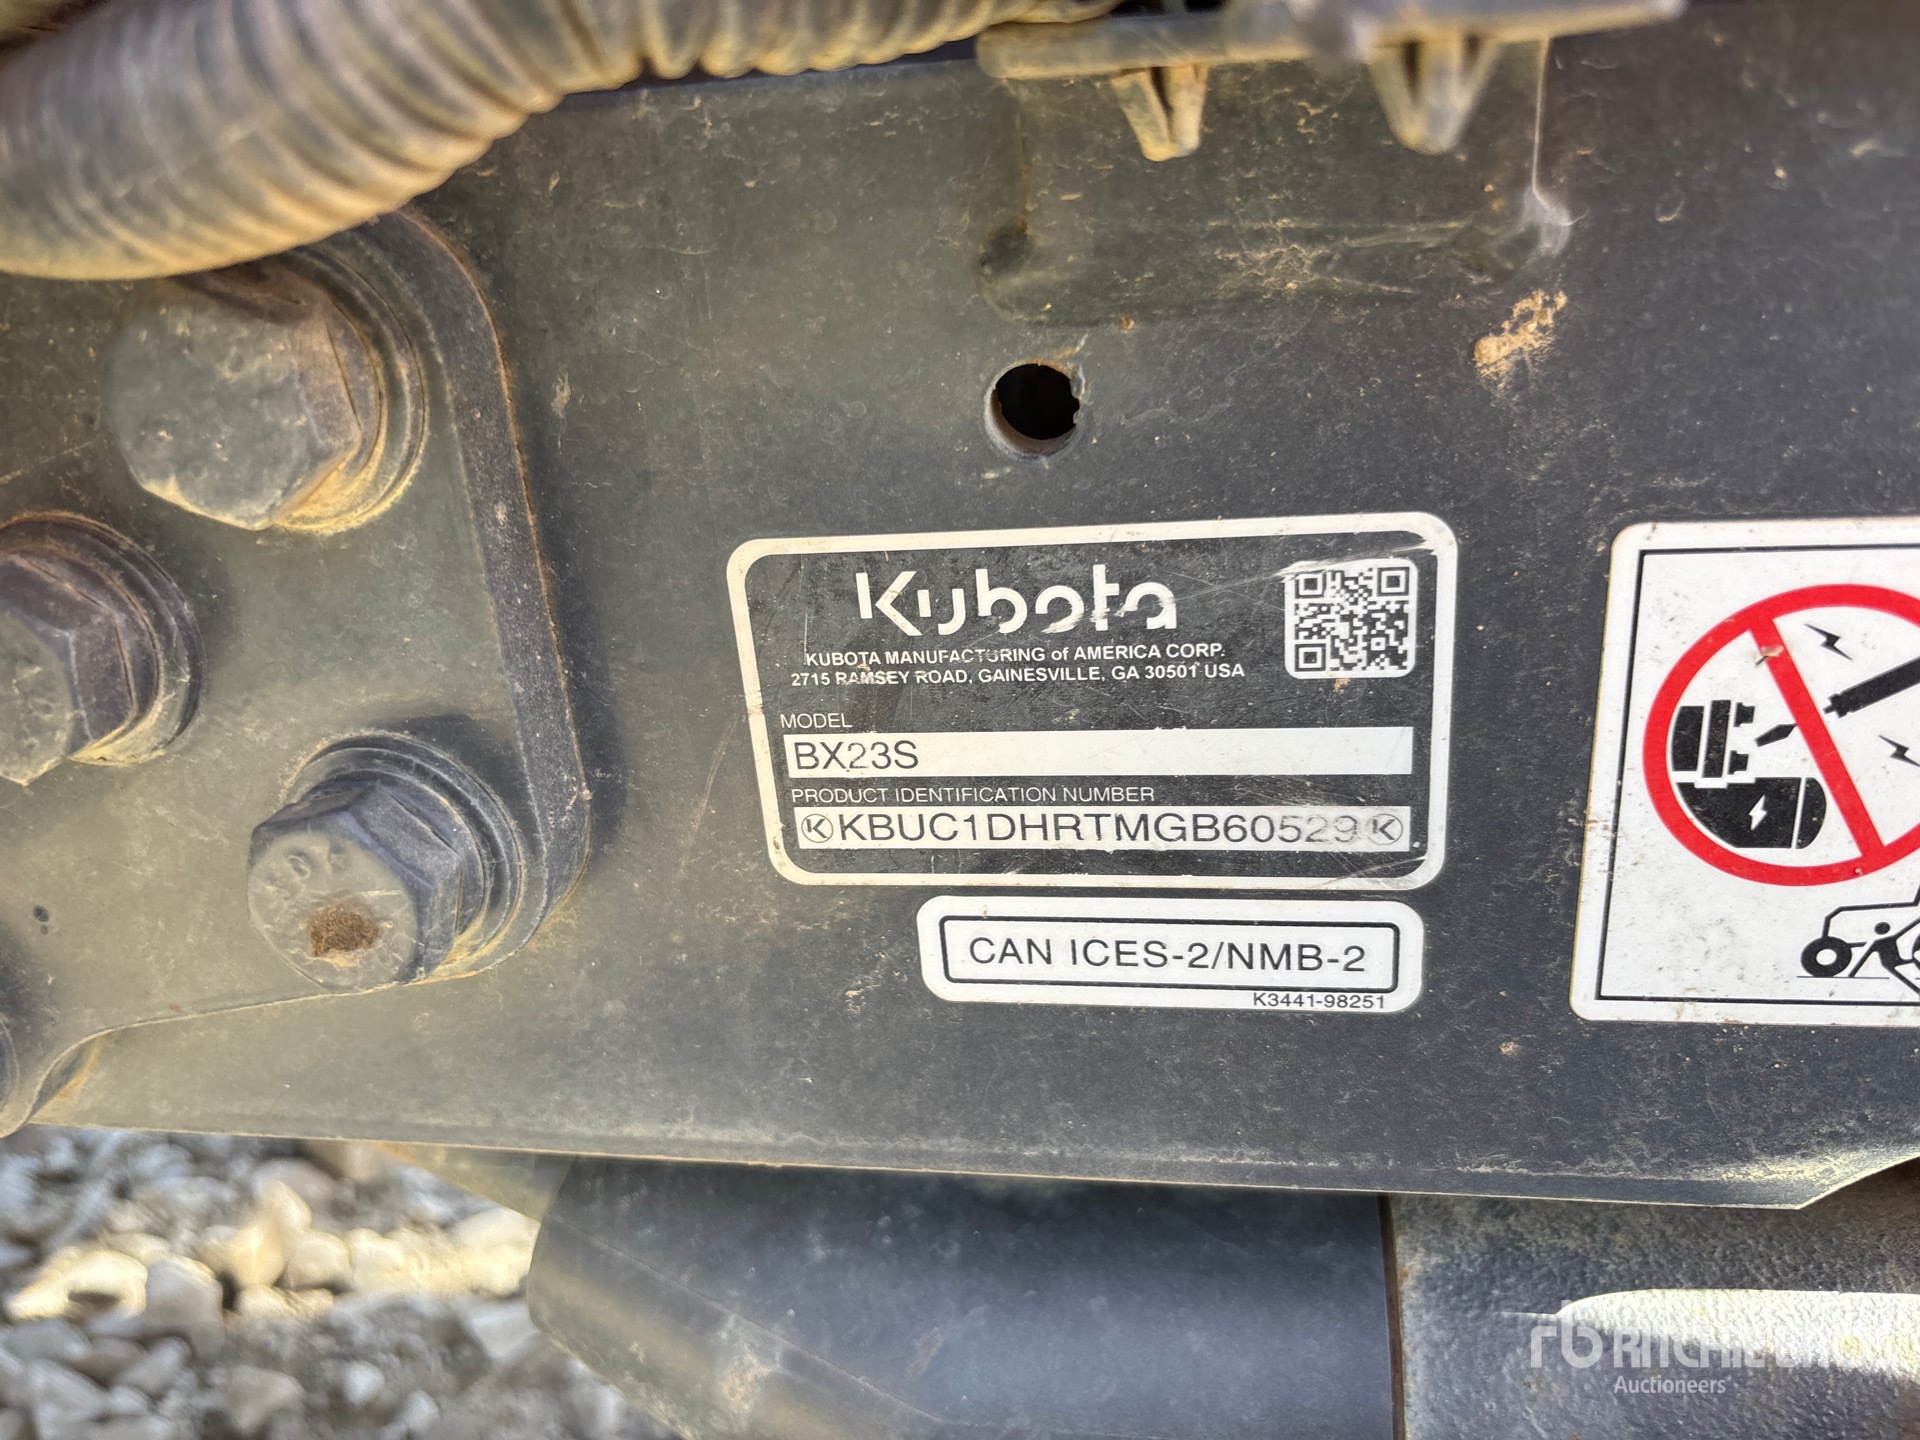 Kubota
KUBOTA MANUFACTURING of AMERICA CORP.
2715 RAMSEY ROAD, GAINESVILLE, GA 30501 USA
MODEL
BX23S
PRODUCT IDENTIFICATION NUMBER
KBUC1DHRTMGB60529
CAN ICES-2/NMB-2
K3441-98251
rb RITCHIE BROS
Auctioneers